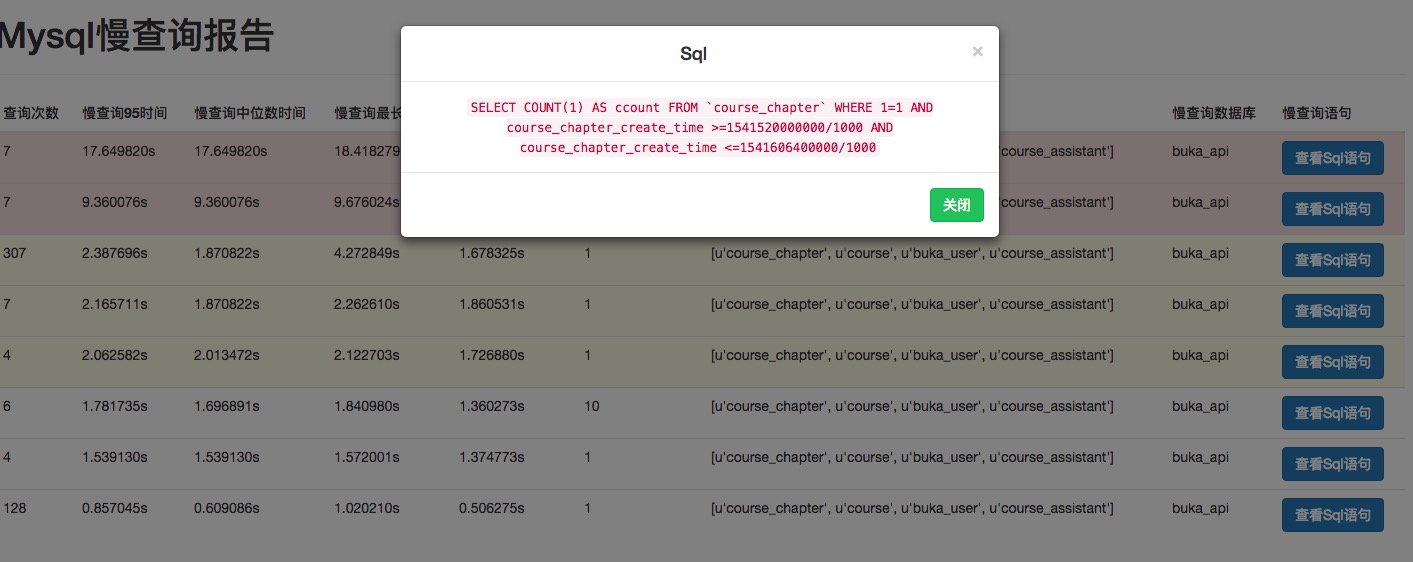 Mysql慢查询报告
Sql ×
SELECT COUNT(1) AS ccount FROM `course_chapter` WHERE 1=1 AND
course_chapter_create_time >=1541520000000/1000 AND
course_chapter_create_time <=1541606400000/1000
关闭
查询次数 慢查询95时间 慢查询中位数时间 慢查询最长 慢查询数据库 慢查询语句
7 17.649820s 17.649820s 18.418279 'course_assistant'] buka_api 查看Sql语句
7 9.360076s 9.360076s 9.676024s 'course_assistant'] buka_api 查看Sql语句
307 2.387696s 1.870822s 4.272849s 1.678325s 1 [u'course_chapter', u'course', u'buka_user', u'course_assistant'] buka_api 查看Sql语句
7 2.165711s 1.870822s 2.262610s 1.860531s 1 [u'course_chapter', u'course', u'buka_user', u'course_assistant'] buka_api 查看Sql语句
4 2.062582s 2.013472s 2.122703s 1.726880s 1 [u'course_chapter', u'course', u'buka_user', u'course_assistant'] buka_api 查看Sql语句
6 1.781735s 1.696891s 1.840980s 1.360273s 10 [u'course_chapter', u'course', u'buka_user', u'course_assistant'] buka_api 查看Sql语句
4 1.539130s 1.539130s 1.572001s 1.374773s 1 [u'course_chapter', u'course', u'buka_user', u'course_assistant'] buka_api 查看Sql语句
128 0.857045s 0.609086s 1.020210s 0.506275s 1 [u'course_chapter', u'course', u'buka_user', u'course_assistant'] buka_api 查看Sql语句